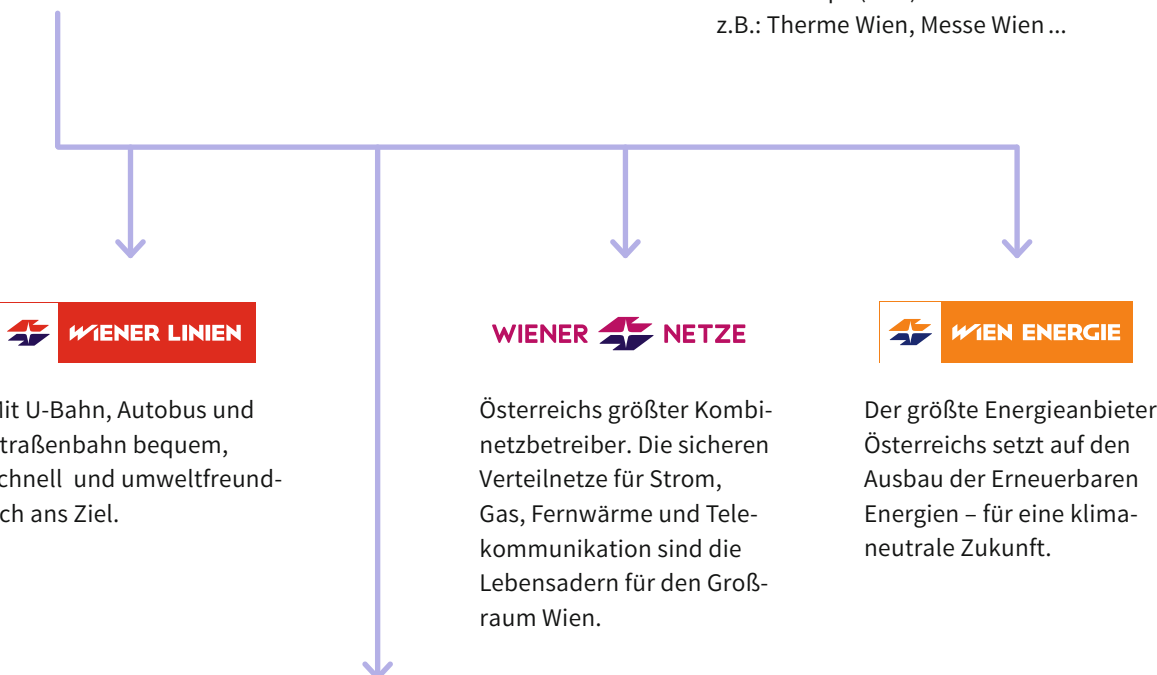 z.B.: Therme Wien, Messe Wien ...
WIENER LINIEN
Mit U-Bahn, Autobus und
traßenbahn bequem,
chnell und umweltfreund-
ch ans Ziel.
WIENER NETZE
Österreichs größter Kombi-
netzbetreiber. Die sicheren
Verteilnetze für Strom,
Gas, Fernwärme und Tele-
kommunikation sind die
Lebensadern für den Groß-
raum Wien.
WIEN ENERGIE
Der größte Energieanbieter
Österreichs setzt auf den
Ausbau der Erneuerbaren
Energien – für eine klima-
neutrale Zukunft.